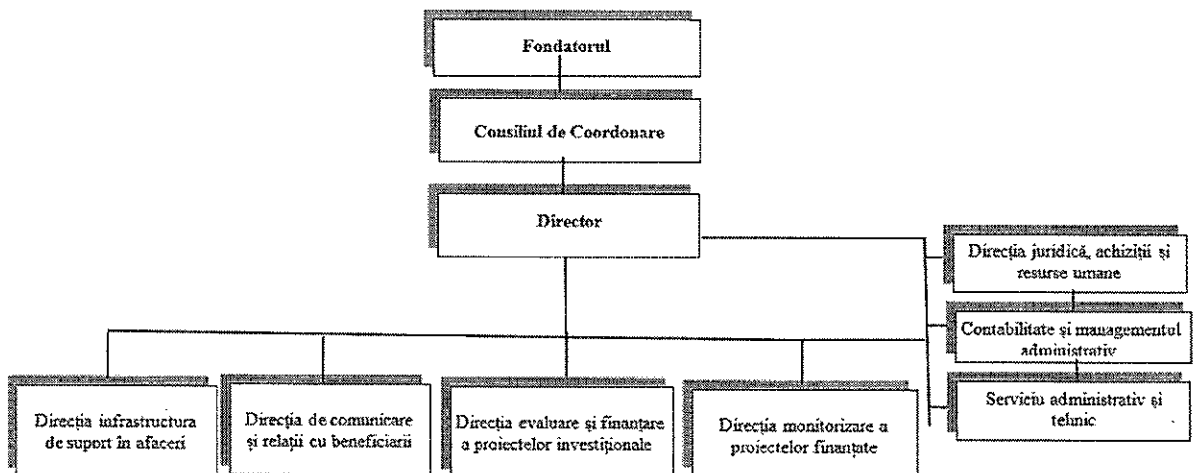 Fondatorul
Consiliul de Coordonare
Director
Direcția juridică, achiziții și
resurse umane
Contabilitate și managementul
administrativ
Serviciu administrativ și
tehnic
Direcția infrastructura
de suport în afaceri
Direcția de comunicare
și relații cu beneficiarii
Direcția evaluare și finanțare
a proiectelor investiționale
Direcția monitorizare a
proiectelor finanțate